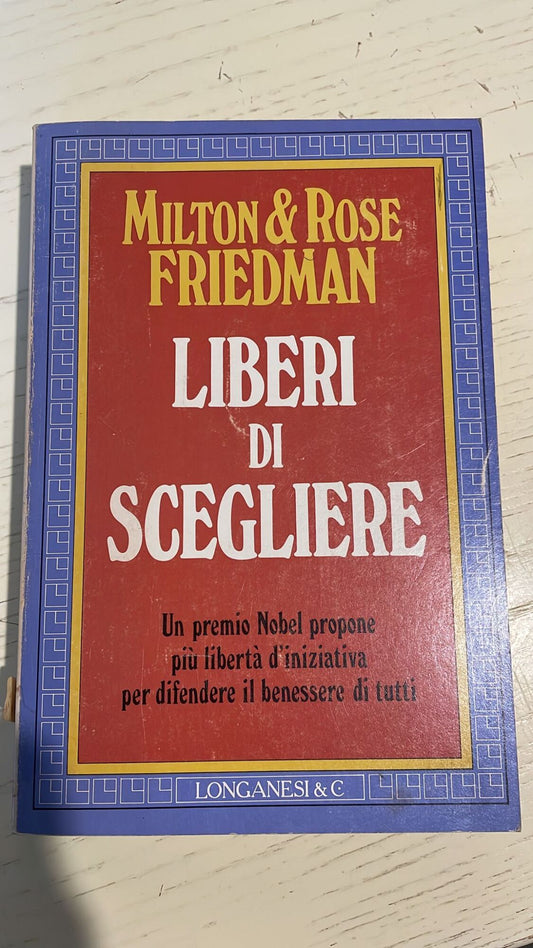 MILTON & ROSE
FRIEDMAN
LIBERI
DI
SCEGLIERE
Un premio Nobel propone
più libertà d'iniziativa
per difendere il benessere di tutti
LONGANESI & C.